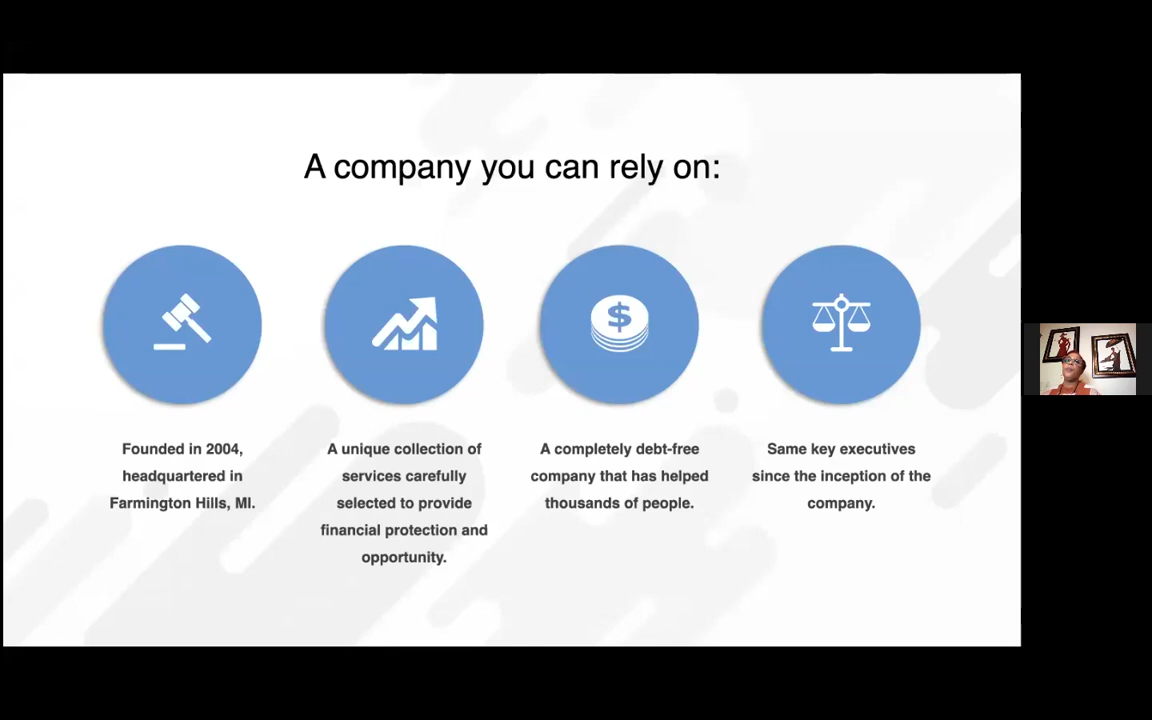 A company you can rely on:
Founded in 2004,
headquartered in
Farmington Hills, MI.
A unique collection of
services carefully
selected to provide
financial protection and
opportunity.
$
A completely debt-free
company that has helped
thousands of people.
Same key executives
since the inception of the
company.